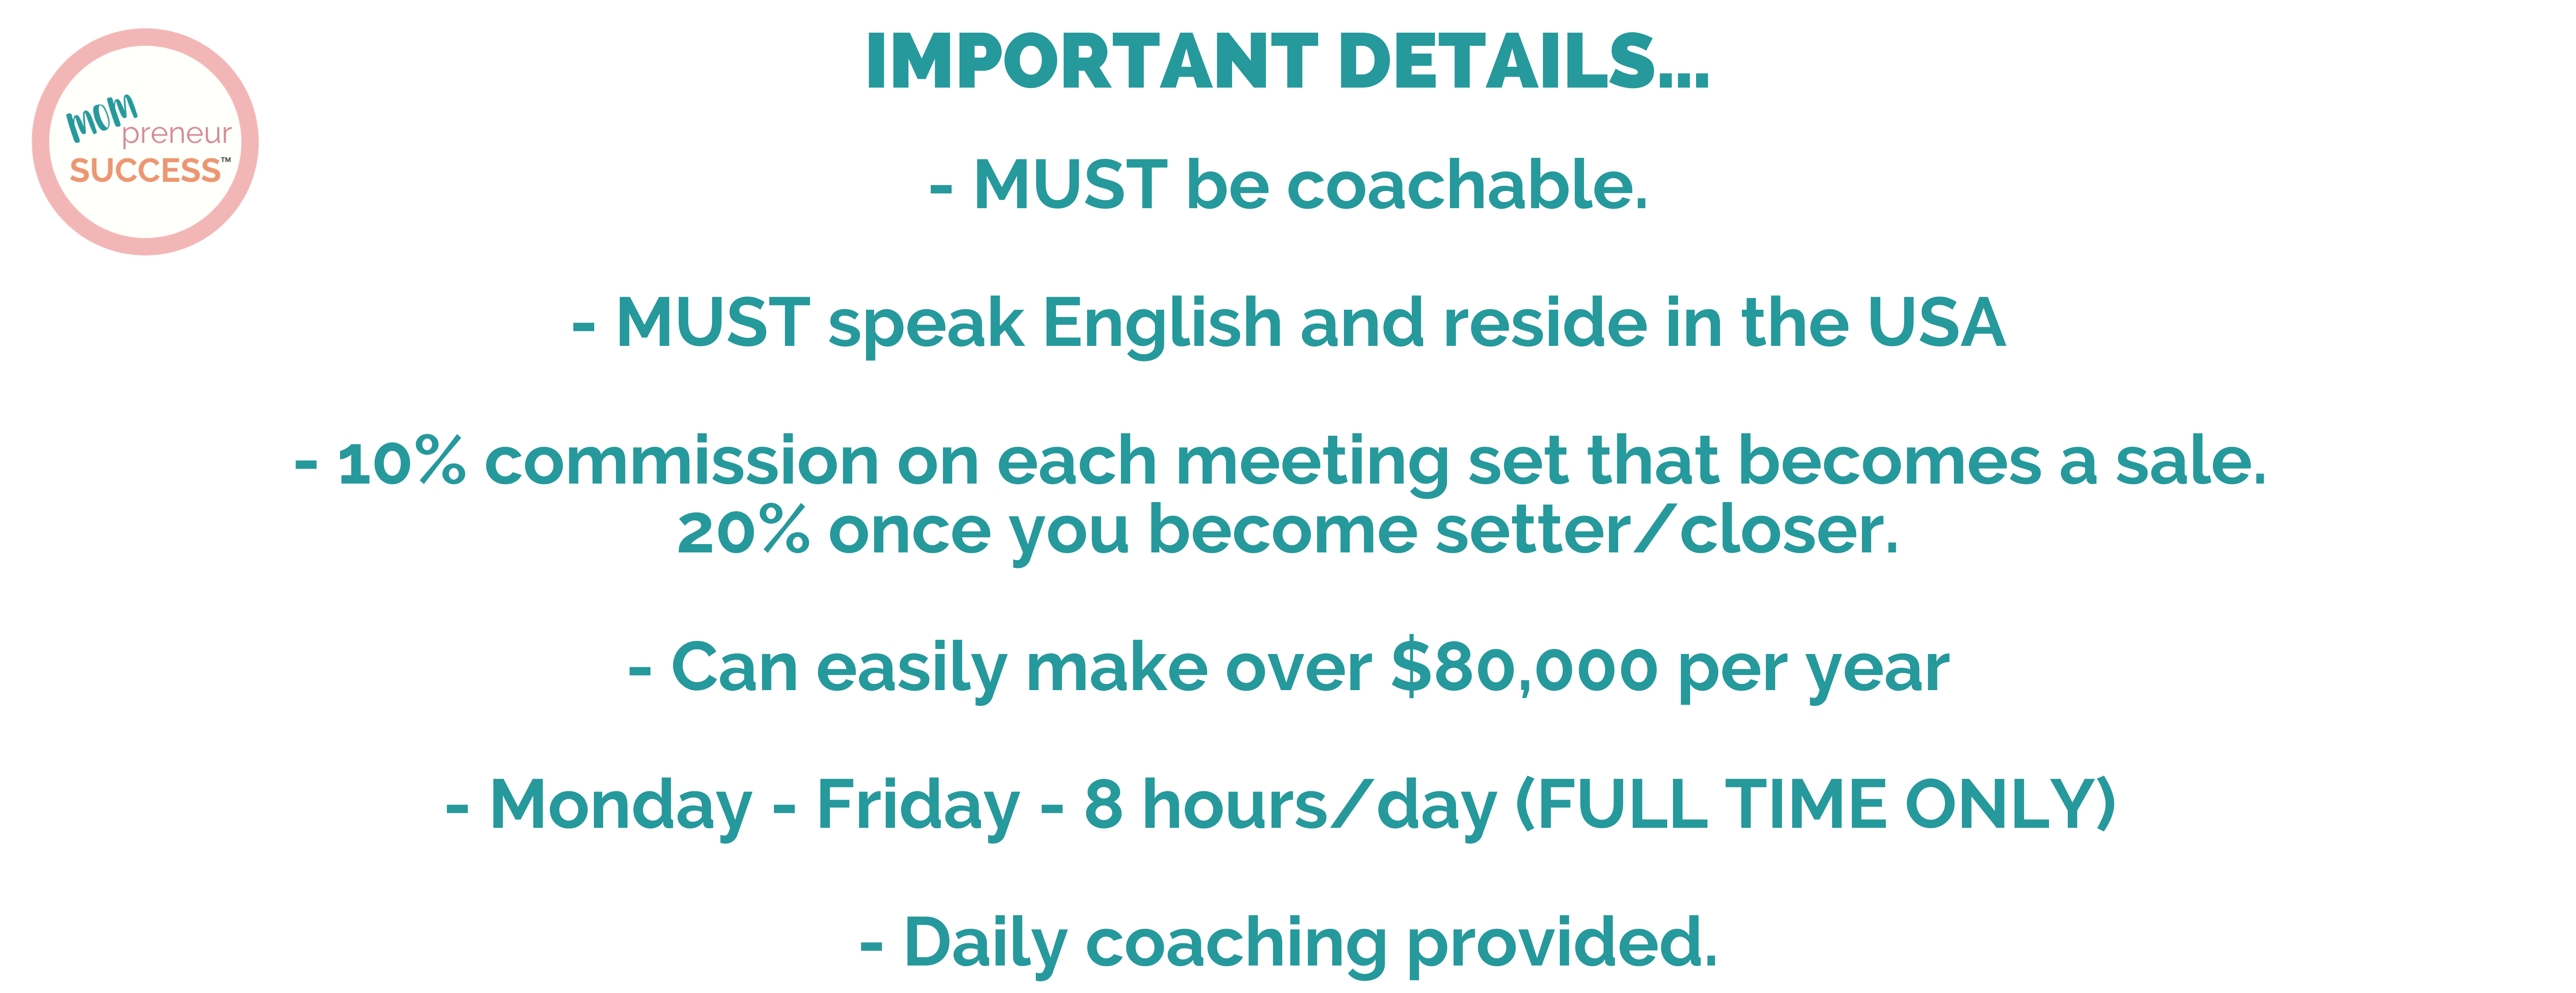 mom
preneur
SUCCESS™
IMPORTANT DETAILS...
- MUST be coachable.
- MUST speak English and reside in the USA
- 10% commission on each meeting set that becomes a sale.
20% once you become setter/closer.
- Can easily make over $80,000 per year
- Monday - Friday - 8 hours/day (FULL TIME ONLY)
- Daily coaching provided.